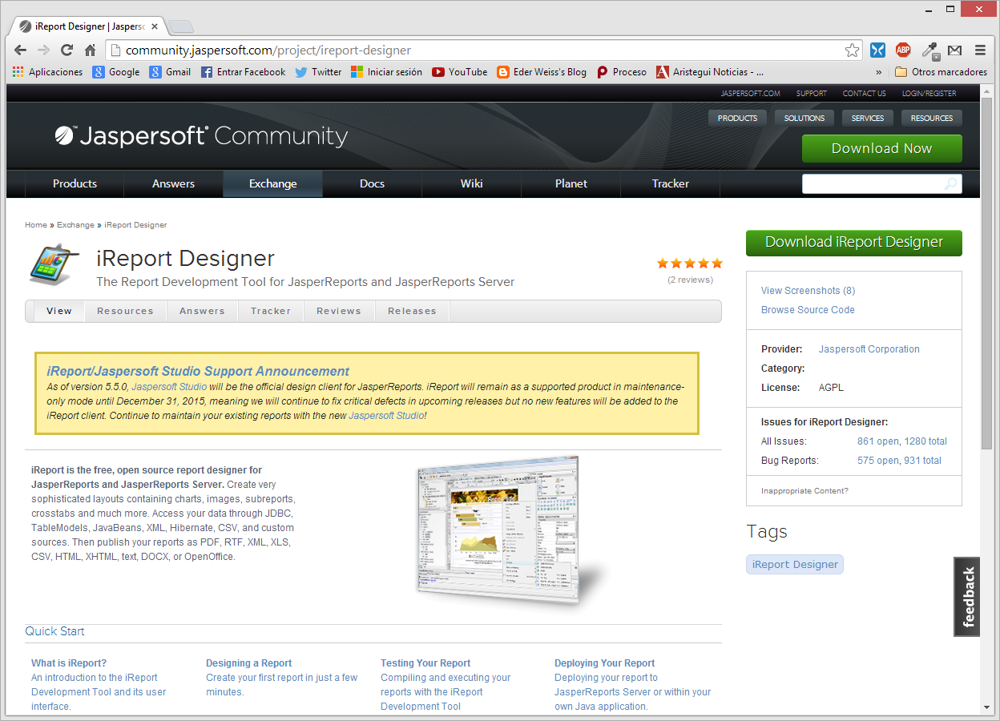 iReport Designer | Jaspersc
community.jaspersoft.com/project/ireport-designer
ABP
Aplicaciones Google Gmail Entrar Facebook Twitter Iniciar sesión YouTube Eder Weiss's Blog Proceso Aristegui Noticias - ... » Otros marcadores
JASPERSOFT.COM SUPPORT CONTACT US LOGIN/REGISTER
PRODUCTS SOLUTIONS SERVICES RESOURCES
Jaspersoft Community
Download Now
Products Answers Exchange Docs Wiki Planet Tracker
Home » Exchange » iReport Designer
iReport Designer
The Report Development Tool for JasperReports and JasperReports Server
(2 reviews)
View Resources Answers Tracker Reviews Releases
iReport/Jaspersoft Studio Support Announcement
As of version 5.5.0, Jaspersoft Studio will be the official design client for JasperReports. iReport will remain as a supported product in maintenance-
only mode until December 31, 2015, meaning we will continue to fix critical defects in upcoming releases but no new features will be added to the
iReport client. Continue to maintain your existing reports with the new Jaspersoft Studio!
iReport is the free, open source report designer for
JasperReports and JasperReports Server. Create very
sophisticated layouts containing charts, images, subreports,
crosstabs and much more. Access your data through JDBC,
TableModels, JavaBeans, XML, Hibernate, CSV, and custom
sources. Then publish your reports as PDF, RTF, XML, XLS,
CSV, HTML, XHTML, text, DOCX, or OpenOffice.
Quick Start
What is iReport?
An introduction to the iReport
Development Tool and its user
interface.
Designing a Report
Create your first report in just a few
minutes.
Testing Your Report
Compiling and executing your
reports with the iReport
Development Tool
Deploying Your Report
Deploying your report to
JasperReports Server or within your
own Java application.
Download iReport Designer
View Screenshots (8)
Browse Source Code
Provider: Jaspersoft Corporation
Category:
License: AGPL
Issues for iReport Designer:
All Issues: 861 open, 1280 total
Bug Reports: 575 open, 931 total
Inappropriate Content?
Tags
iReport Designer
feedback